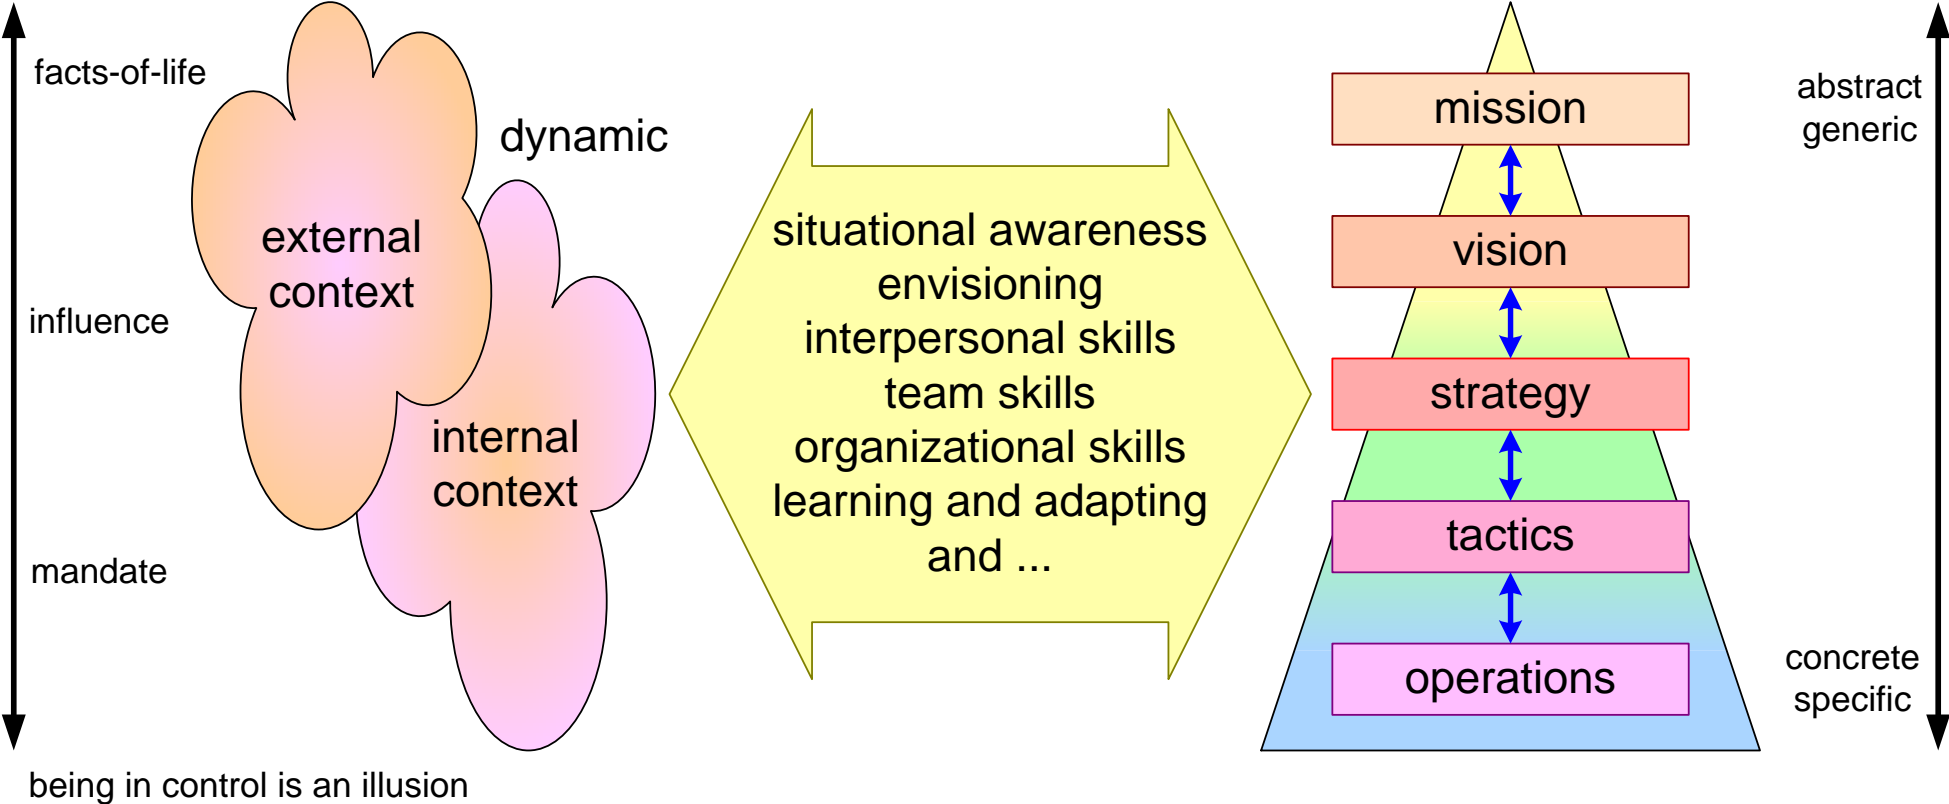 facts-of-life
influence
mandate
being in control is an illusion
dynamic
external
context
internal
context
situational awareness
envisioning
interpersonal skills
team skills
organizational skills
learning and adapting
and ...
mission
vision
strategy
tactics
operations
abstract
generic
concrete
specific